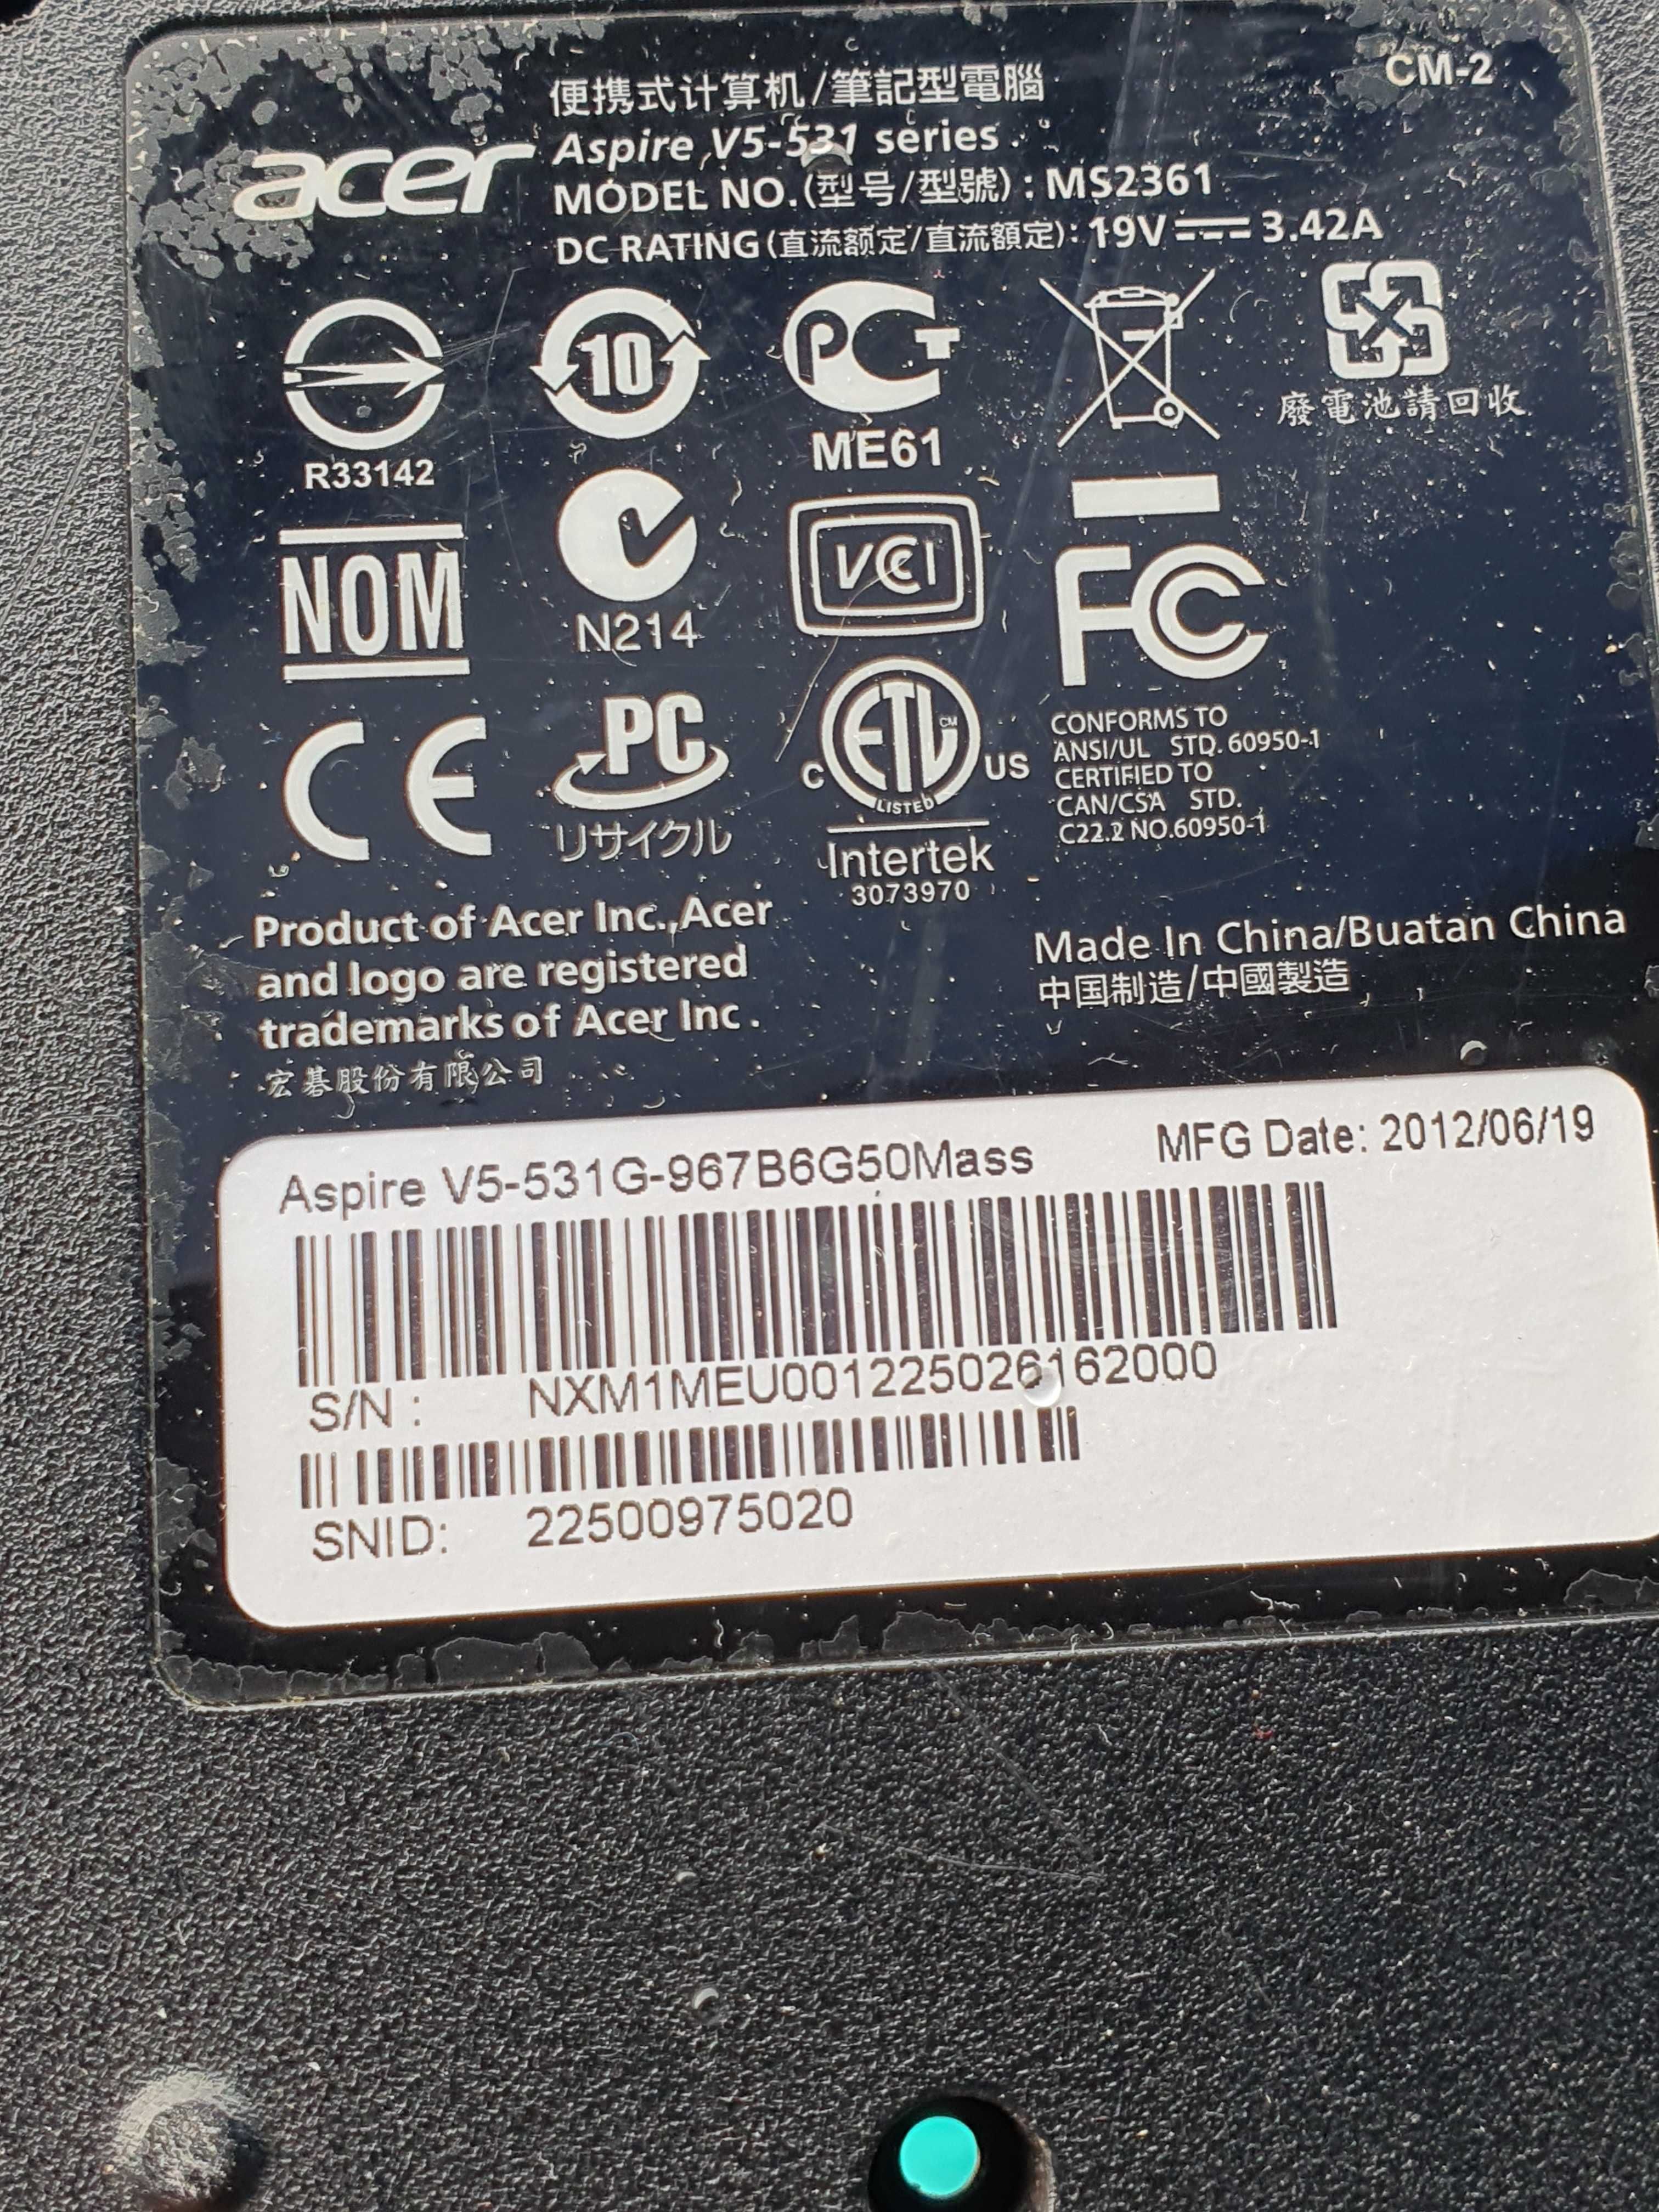 CM-2
便携式计算机/筆記型電腦
acer
Aspire V5-531 series
MODEL NO.(型号/型號) : MS2361
DC RATING (直流额定/直流額定) : 19V 3.42A
R33142
10
PCT
ME61
廢電池請回收
NOM
N214
VCI
FC
CE
PC
リサイクル
C ETL CM US
LISTED
Intertek
3073970
CONFORMS TO
ANSI/UL STD. 60950-1
CERTIFIED TO
CAN/CSA STD.
C22.2 NO.60950-1
Product of Acer Inc., Acer
and logo are registered
trademarks of Acer Inc .
宏碁股份有限公司
Made In China/Buatan China
中国制造/中國製造
Aspire V5-531G-967B6G50Mass
MFG Date: 2012/06/19
S/N : NXM1MEU001225026162000
SNID: 22500975020